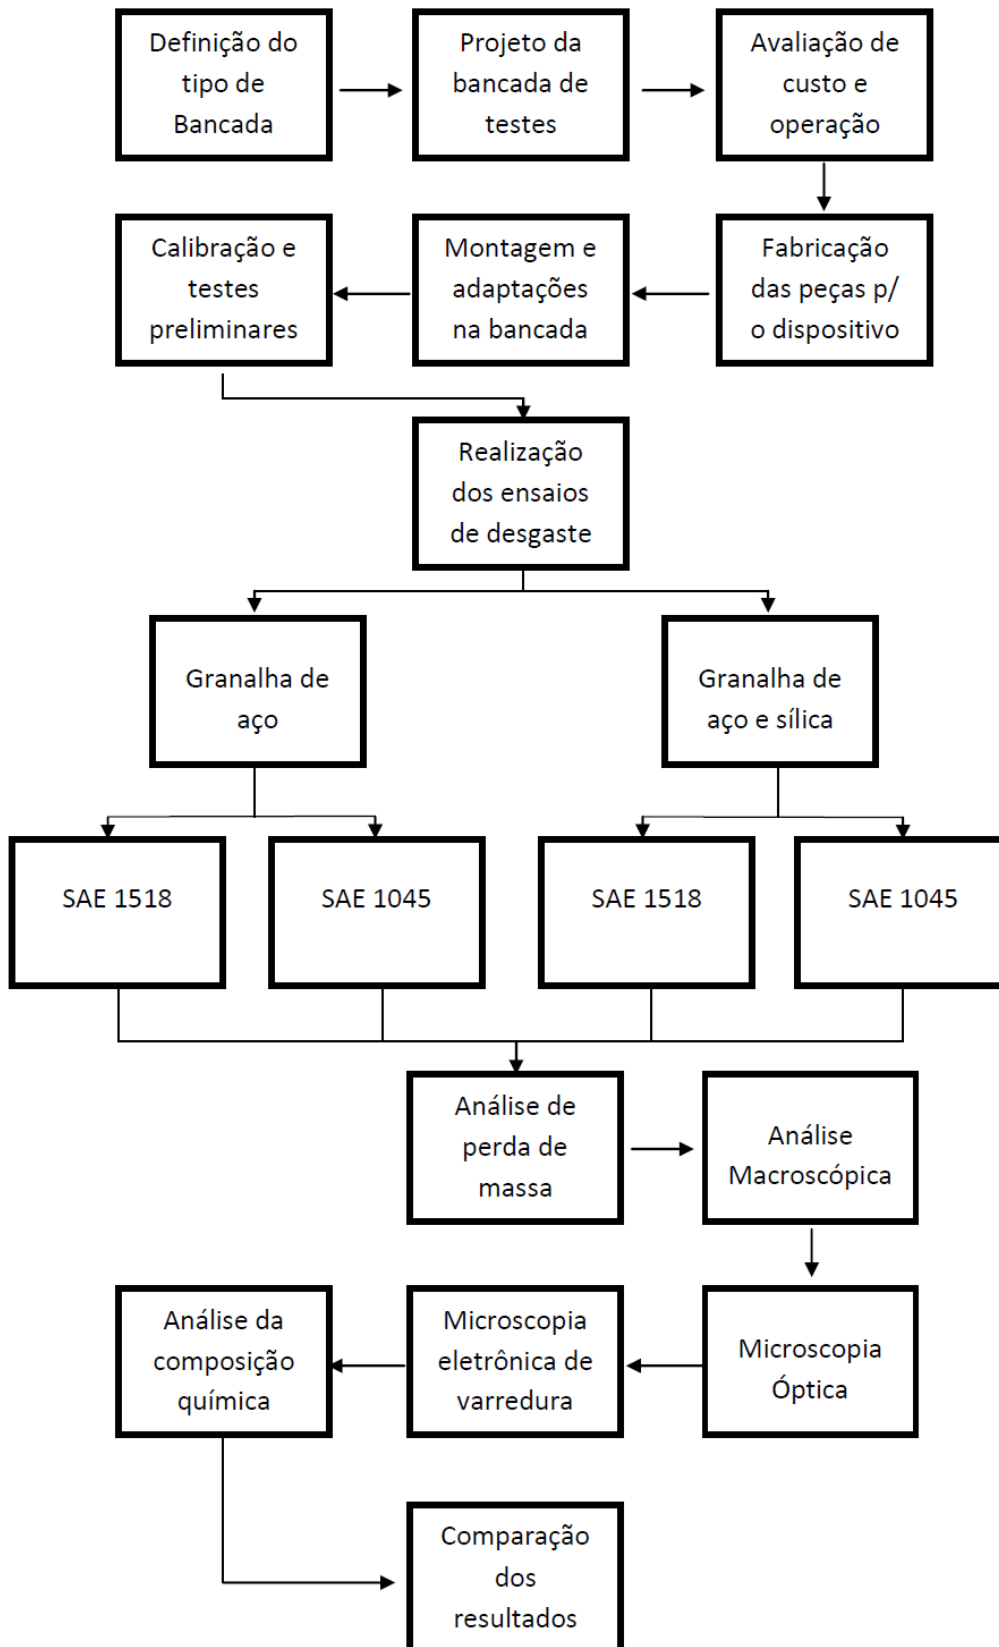 Definição do
tipo de
Bancada
Projeto da
bancada de
testes
Avaliação de
custo e
operação
Calibração e
testes
preliminares
Montagem e
adaptações
na bancada
Fabricação
das peças p/
o dispositivo
Realização
dos ensaios
de desgaste
Granalha de
aço
Granalha de
aço e sílica
SAE 1518
SAE 1045
SAE 1518
SAE 1045
Análise de
perda de
massa
Análise
Macroscópica
Análise da
composição
química
Microscopia
eletrônica de
varredura
Microscopia
Óptica
Comparação
dos
resultados